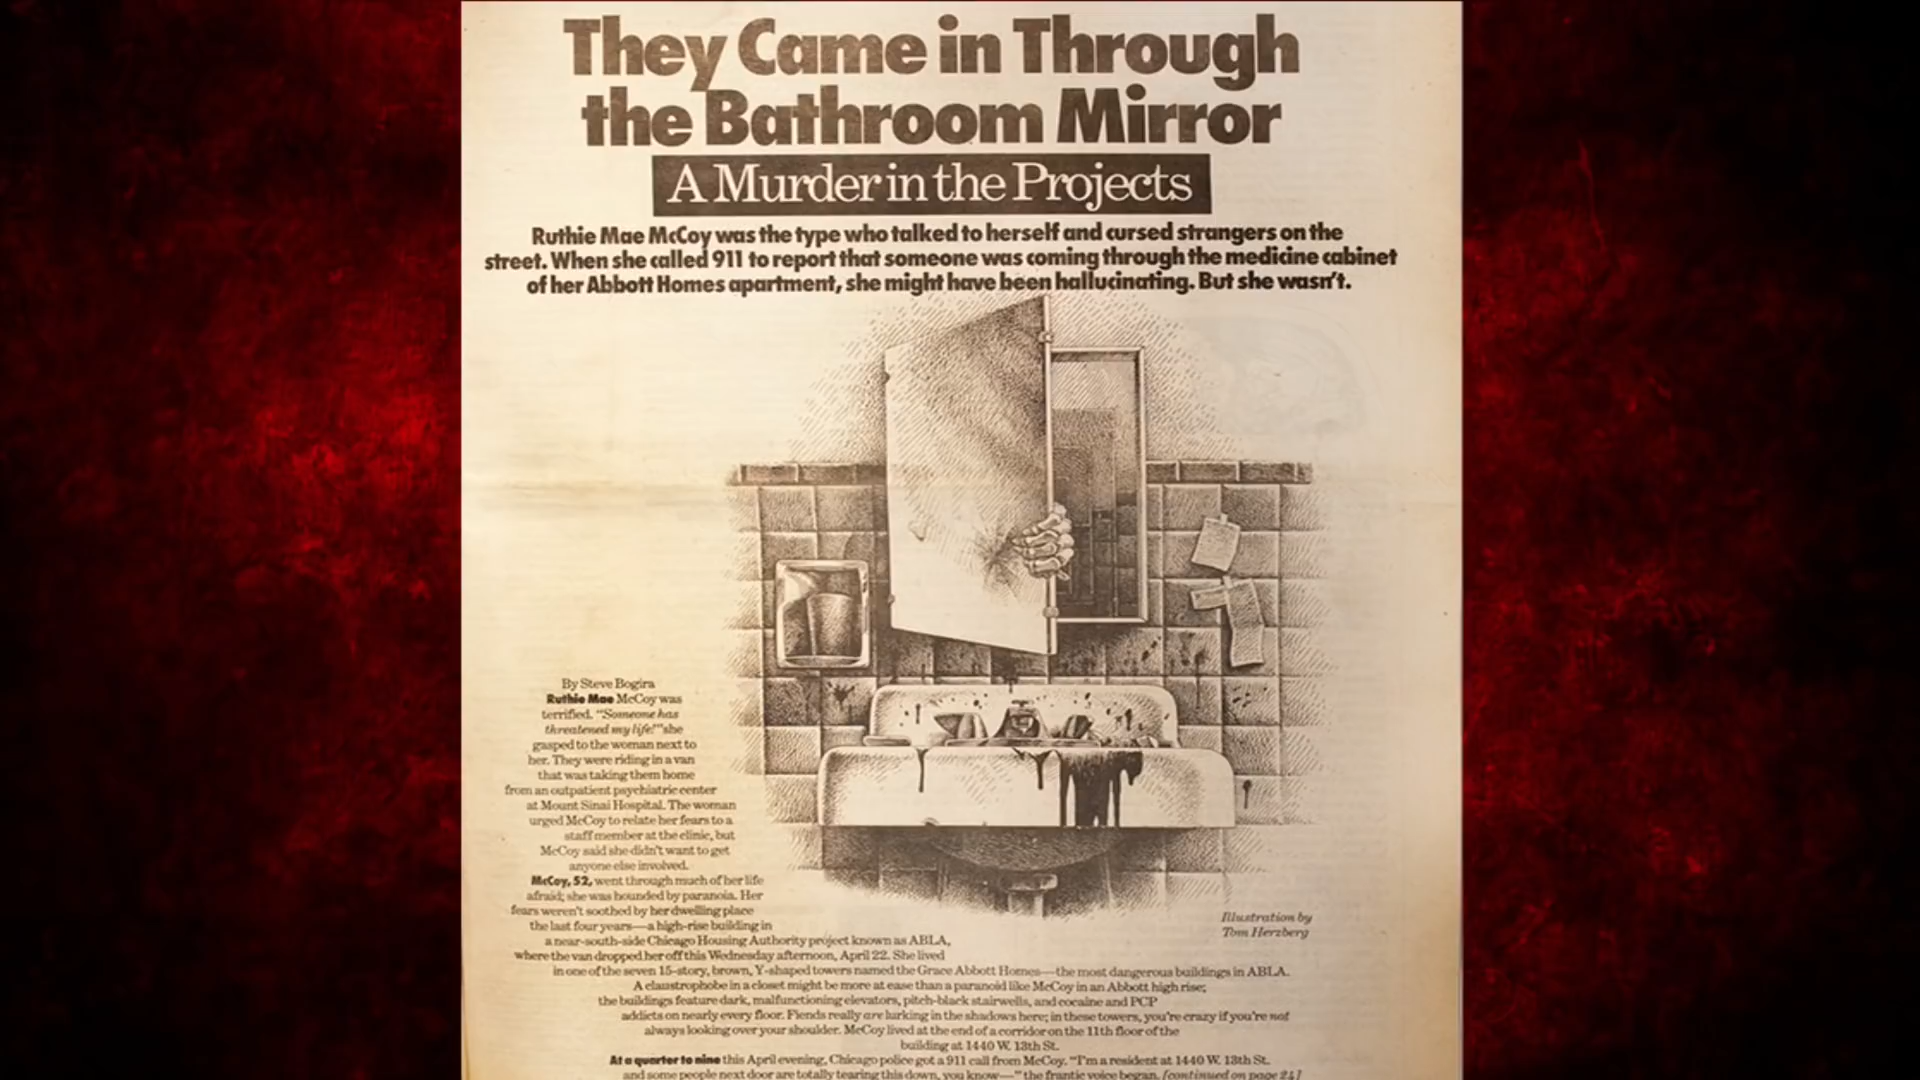 They Came in Through
the Bathroom Mirror
A Murder in the Projects
Ruthie Mae McCoy was the type who talked to herself and cursed strangers on the
street. When she called 911 to report that someone was coming through the medicine cabinet
of her Abbott Homes apartment, she might have been hallucinating. But she wasn't.
By Steve Bogira
Ruthie Mae McCoy was
terrified. "Someone has
threatened my life!" she
gasped to the woman next to
her. They were riding in a van
that was taking them home
from an outpatient psychiatric center
at Mount Sinai Hospital. The woman
urged McCoy to relate her fears to a
staff member at the clinic, but
McCoy said she didn't want to get
anyone else involved.
McCoy, 52, went through much of her life
afraid; she was hounded by paranoia. Her
fears weren't soothed by her dwelling place
the last four years—a high-rise building in
a near-south-side Chicago Housing Authority project known as ABLA,
where the van dropped her off this Wednesday afternoon, April 22. She lived
in one of the seven 15-story, brown, Y-shaped towers named the Grace Abbott Homes—the most dangerous buildings in ABLA.
A claustrophobe in a closet might be more at ease than a paranoid like McCoy in an Abbott high rise;
the buildings feature dark, malfunctioning elevators, pitch-black stairwells, and cocaine and PCP
addicts on nearly every floor. Fiends really are lurking in the shadows here; in these towers, you're crazy if you're not
always looking over your shoulder. McCoy lived at the end of a corridor on the 11th floor of the
building at 1440 W. 13th St.
At a quarter to nine this April evening, Chicago police got a 911 call from McCoy. "I'm a resident at 1440 W. 13th St.
and some people next door are totally tearing this down, you know—" the frantic voice began. [continued on page 24]
Illustration by
Tom Herzberg